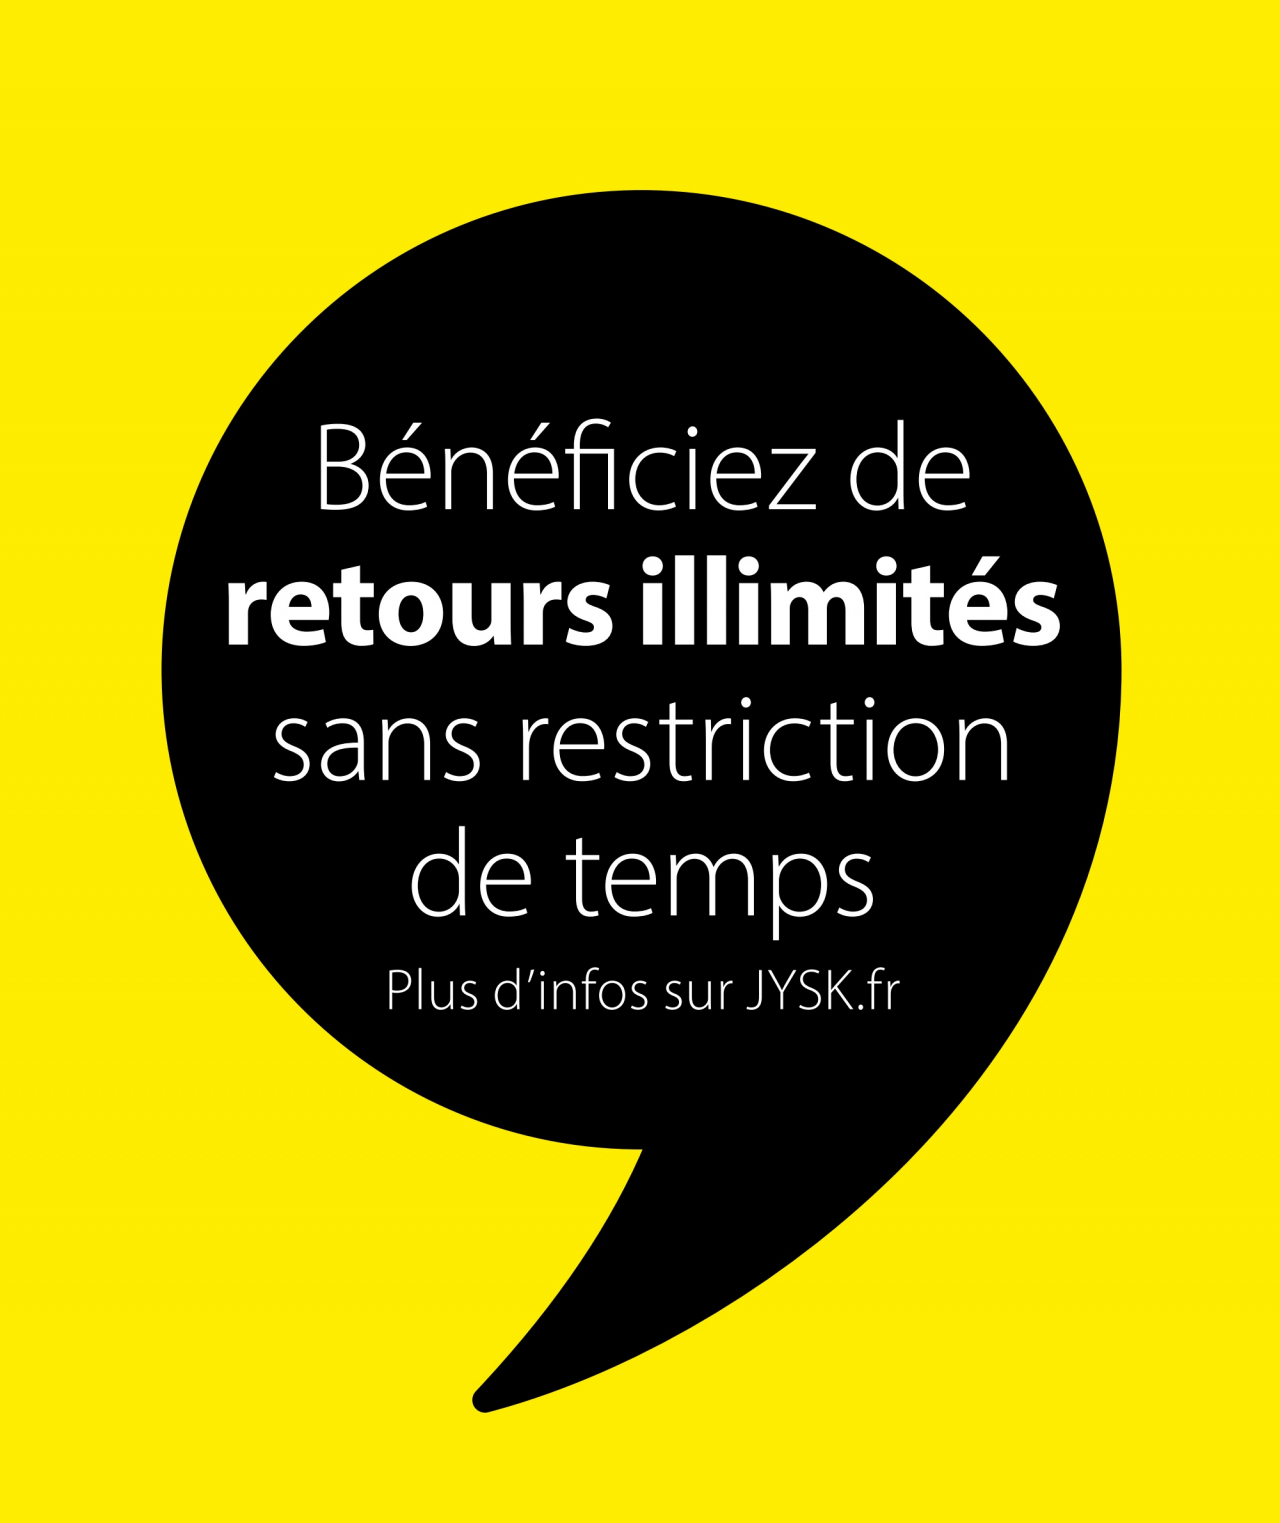 Bénéficiez de
retours illimités
sans restriction
de temps
Plus d’infos sur JYSK.fr